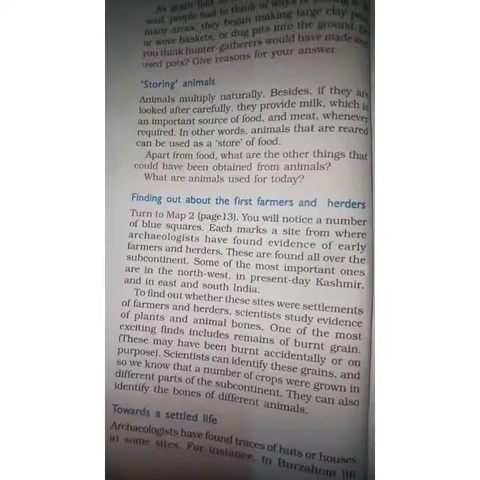 As grain had to
seed, people had to think of ways of
many areas, they began making large clay
or wove baskets, or dug pits into the ground.
you think hunter-gatherers would have made
used pots? Give reasons for your answer.
'Storing' animals
Animals multiply naturally. Besides, if they are
looked after carefully, they provide milk, which is
an important source of food, and meat, whenever
required. In other words, animals that are reared
can be used as a 'store' of food.
Apart from food, what are the other things that
could have been obtained from animals?
What are animals used for today?
Finding out about the first farmers and herders
Turn to Map 2 (page13). You will notice a number
of blue squares. Each marks a site from where
archaeologists have found evidence of early
farmers and herders. These are found all over the
subcontinent. Some of the most important ones
are in the north-west, in present-day Kashmir,
and in east and south India.
To find out whether these sites were settlements
of farmers and herders, scientists study evidence
of plants and animal bones. One of the most
exciting finds includes remains of burnt grain.
(These may have been burnt accidentally or on
purpose). Scientists can identify these grains, and
so we know that a number of crops were grown in
different parts of the subcontinent. They can also
identify the bones of different animals.
Towards a settled life
Archaeologists have found traces of huts or houses
at some sites. For instance, in Burzahom (in